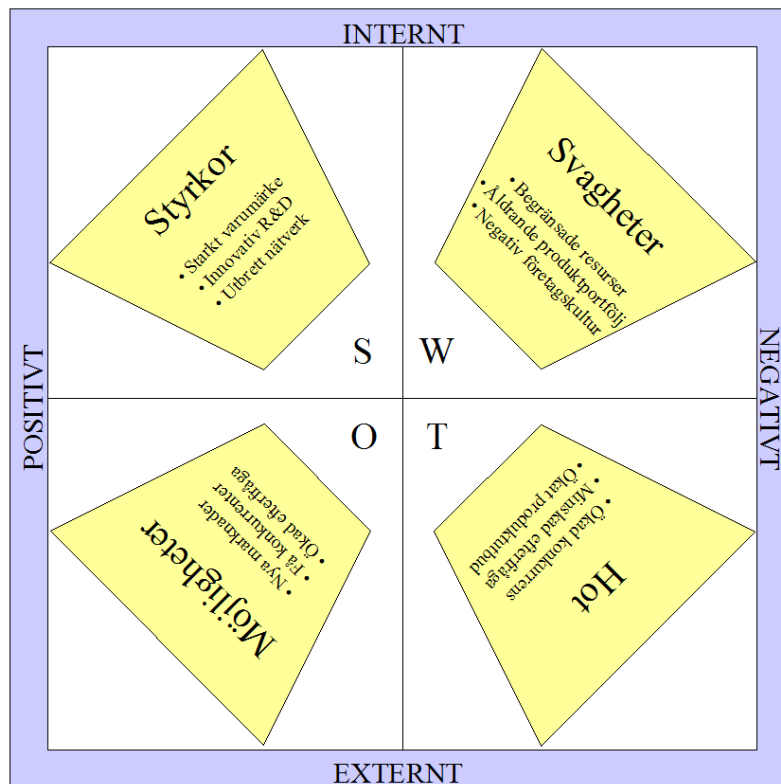 INTERNT
Styrkor
• Starkt varumärke
• Innovativ R&D
• Utbrett nätverk
S
Svagheter
• Begränsade resurser
• Åldrande produktportfölj
• Negativ företagskultur
W
POSITIVT
NEGATIVT
O
Möjligheter
• Nya marknader
• Få konkurrenter
• Ökad efterfråga
T
Hot
• Ökad konkurrens
• Minskad efterfråga
• Ökat produktutbud
EXTERNT